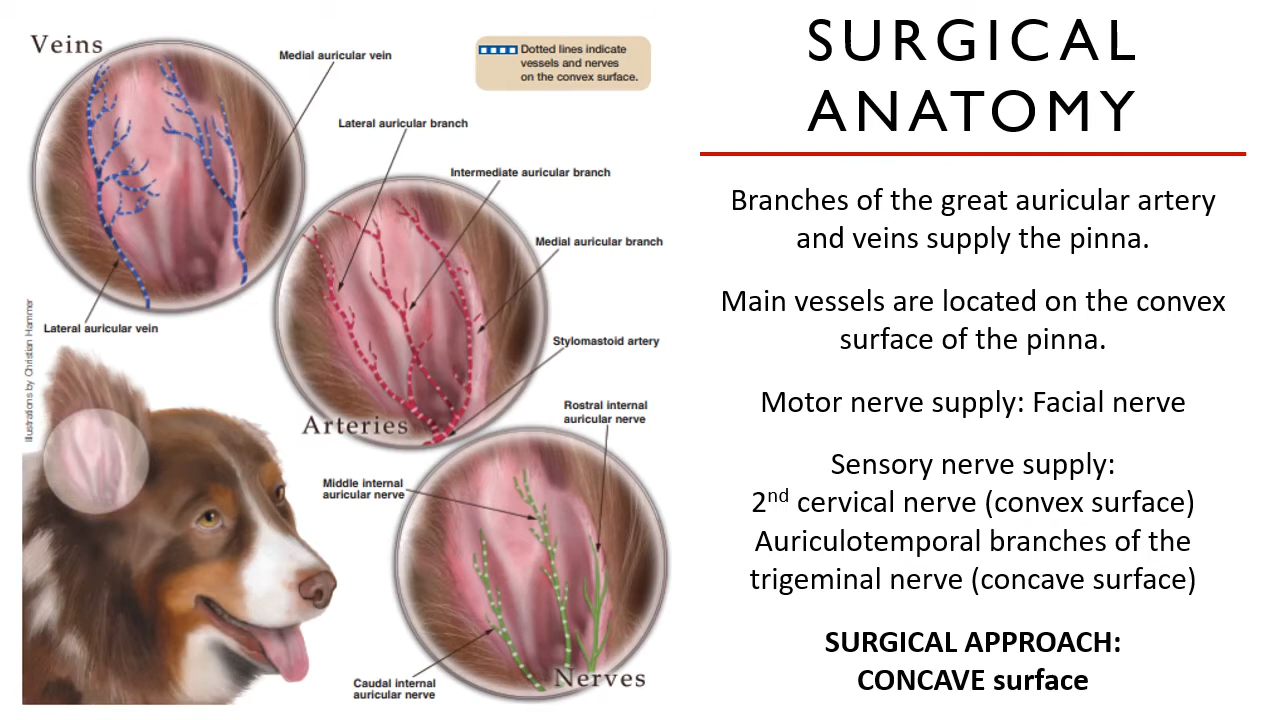 Veins
Medial auricular vein
Dotted lines indicate
vessels and nerves
on the convex surface.
Lateral auricular branch
Intermediate auricular branch
Medial auricular branch
Lateral auricular vein
Stylomastoid artery
Arteries
Rostral internal
auricular nerve
Middle internal
auricular nerve
Caudal internal
auricular nerve
Nerves
Illustrations by Christian Hammer
SURGICAL
ANATOMY
Branches of the great auricular artery
and veins supply the pinna.
Main vessels are located on the convex
surface of the pinna.
Motor nerve supply: Facial nerve
Sensory nerve supply:
2nd cervical nerve (convex surface)
Auriculotemporal branches of the
trigeminal nerve (concave surface)
SURGICAL APPROACH:
CONCAVE surface